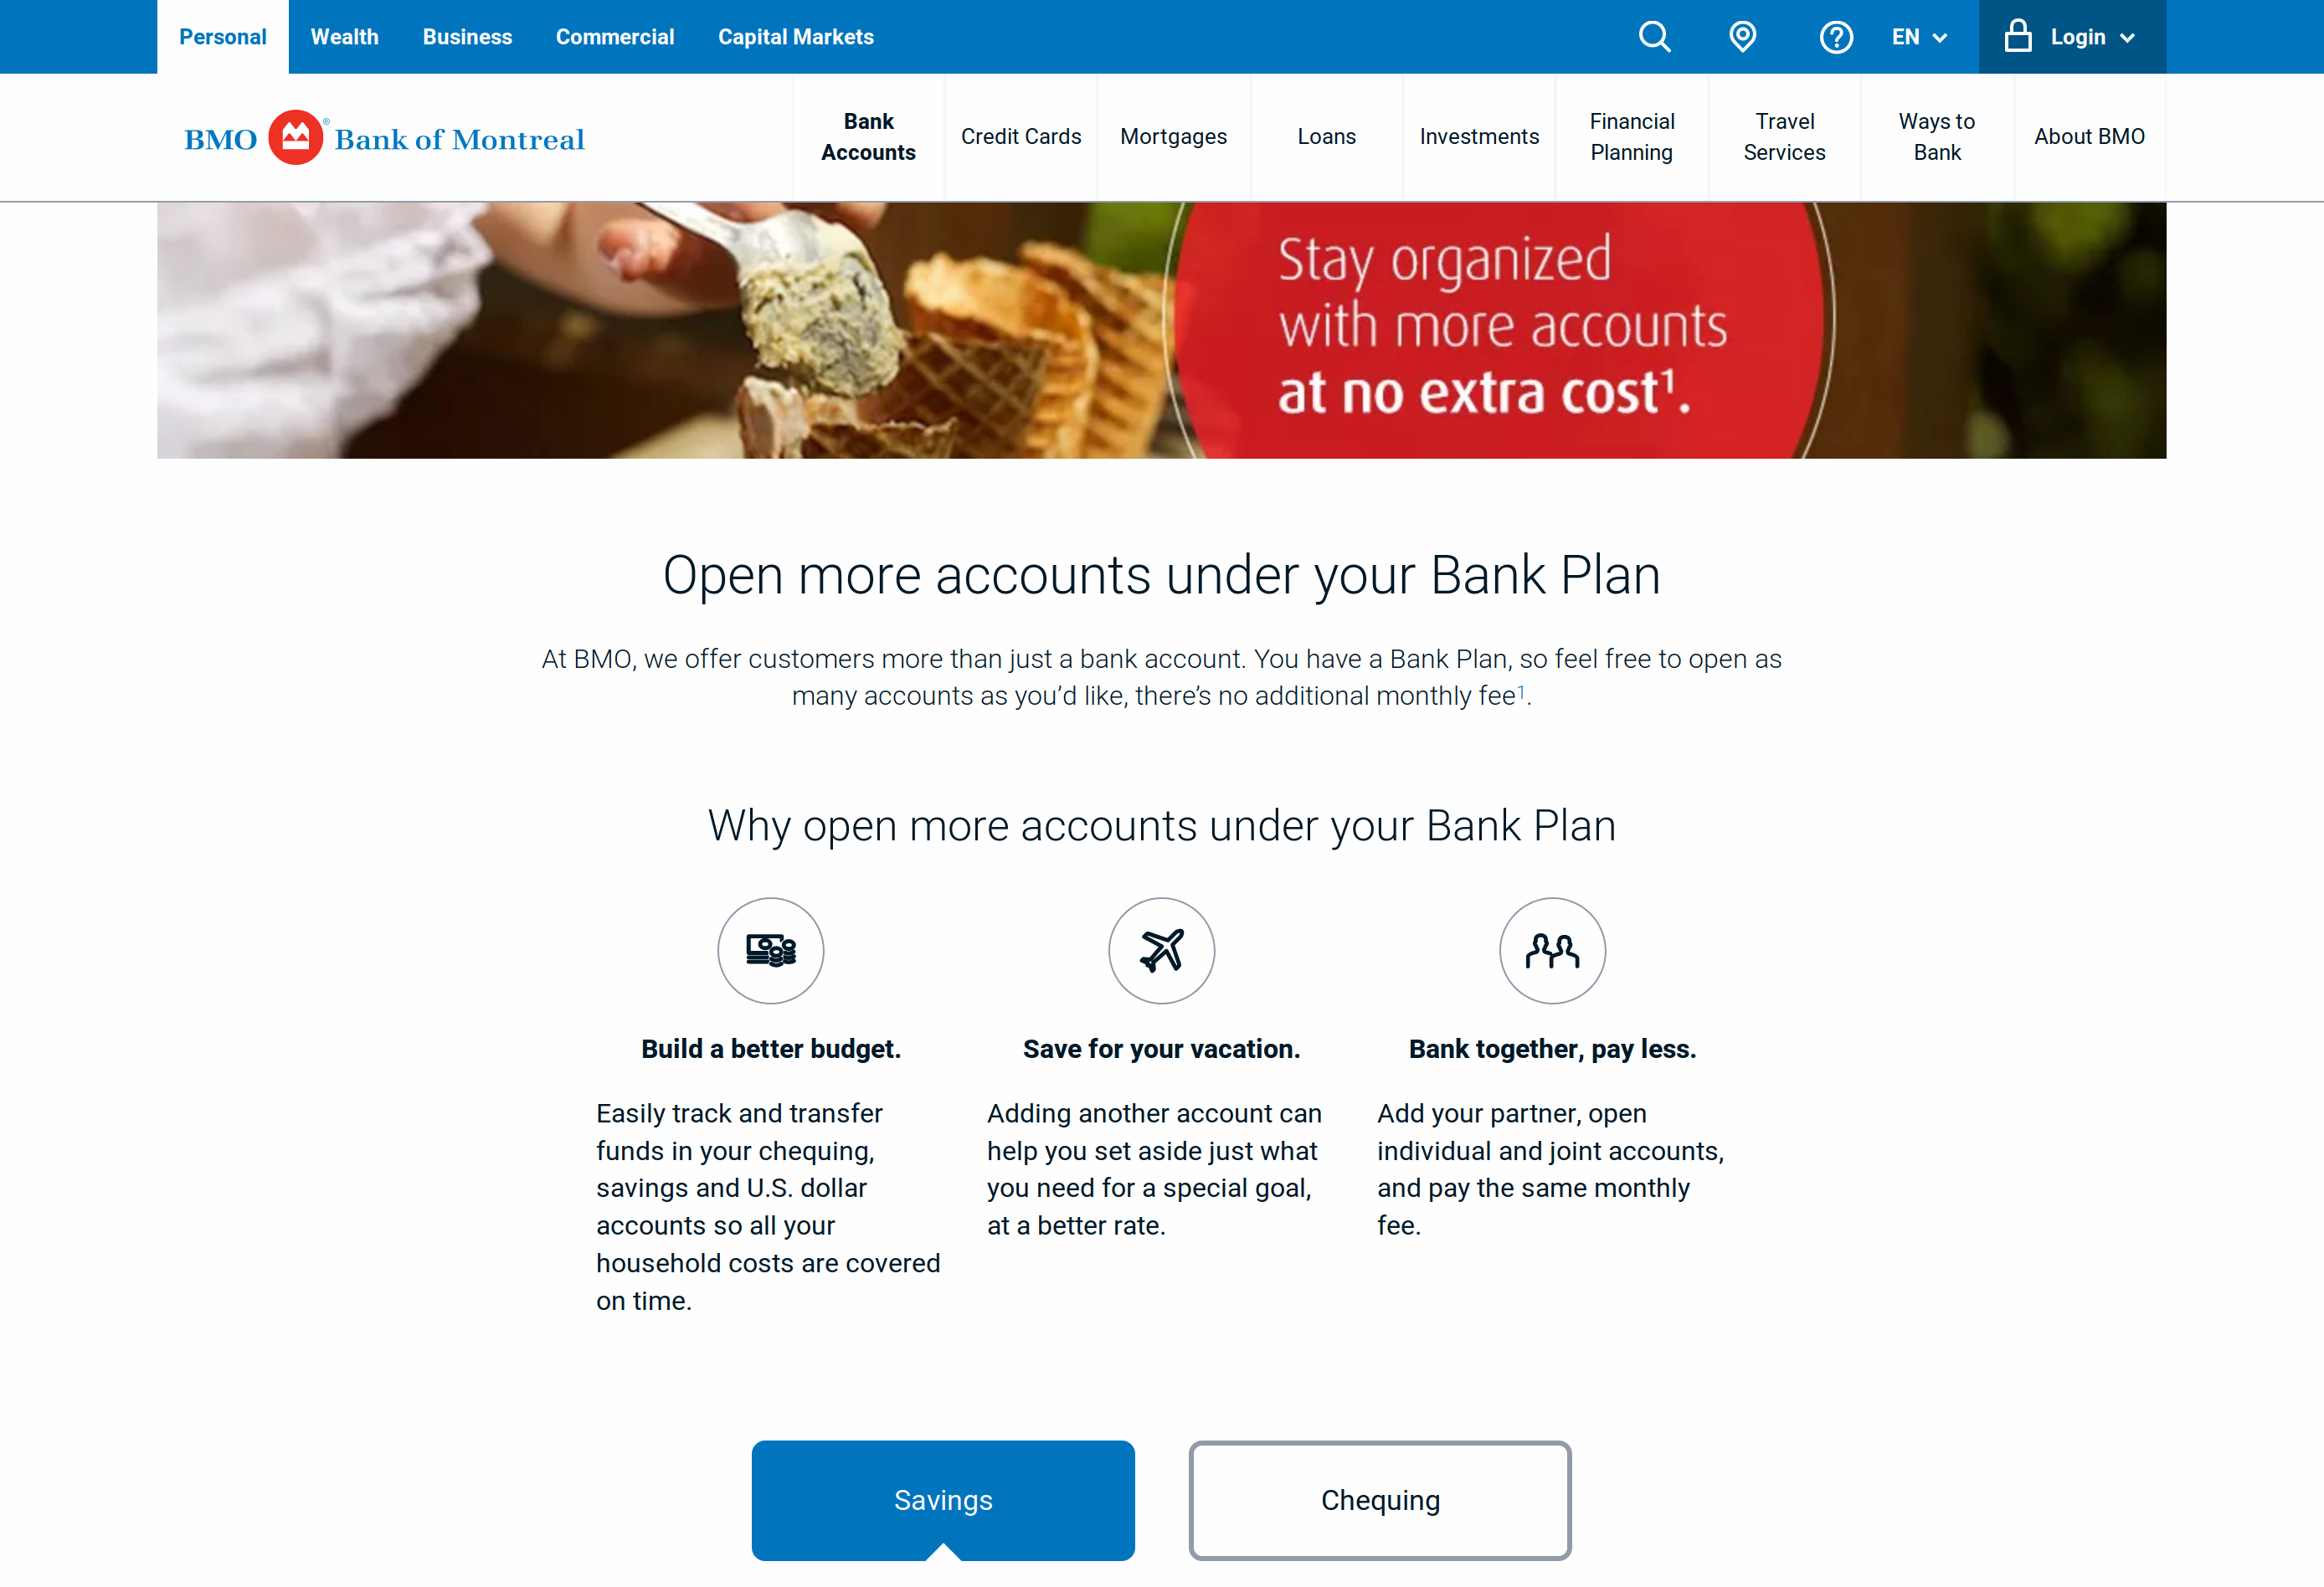 Personal
Wealth
Business
Commercial
Capital Markets
EN
Login
BMO ® Bank of Montreal
Bank
Accounts
Credit Cards
Mortgages
Loans
Investments
Financial
Planning
Travel
Services
Ways to
Bank
About BMO
Stay organized
with more accounts
at no extra cost¹.
Open more accounts under your Bank Plan
At BMO, we offer customers more than just a bank account. You have a Bank Plan, so feel free to open as
many accounts as you’d like, there’s no additional monthly fee¹.
Why open more accounts under your Bank Plan
Build a better budget.
Easily track and transfer
funds in your chequing,
savings and U.S. dollar
accounts so all your
household costs are covered
on time.
Save for your vacation.
Adding another account can
help you set aside just what
you need for a special goal,
at a better rate.
Bank together, pay less.
Add your partner, open
individual and joint accounts,
and pay the same monthly
fee.
Savings
Chequing